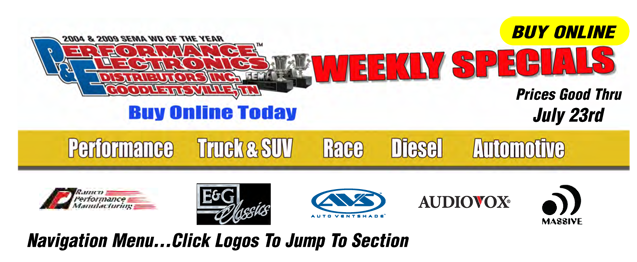 2004 & 2009 SEMA WD OF THE YEAR
PERFORMANCE
& ELECTRONICS
DISTRIBUTORS INC.
GOODLETTSVILLE, TN
Buy Online Today
WEEKLY SPECIALS
BUY ONLINE
Prices Good Thru
July 23rd
Performance Truck & SUV Race Diesel Automotive
Performance
Manufacturing
E&G
Classics
AVS
AUTO VENTSHADE
AUDIOVOX®
MASSIVE
Navigation Menu...Click Logos To Jump To Section